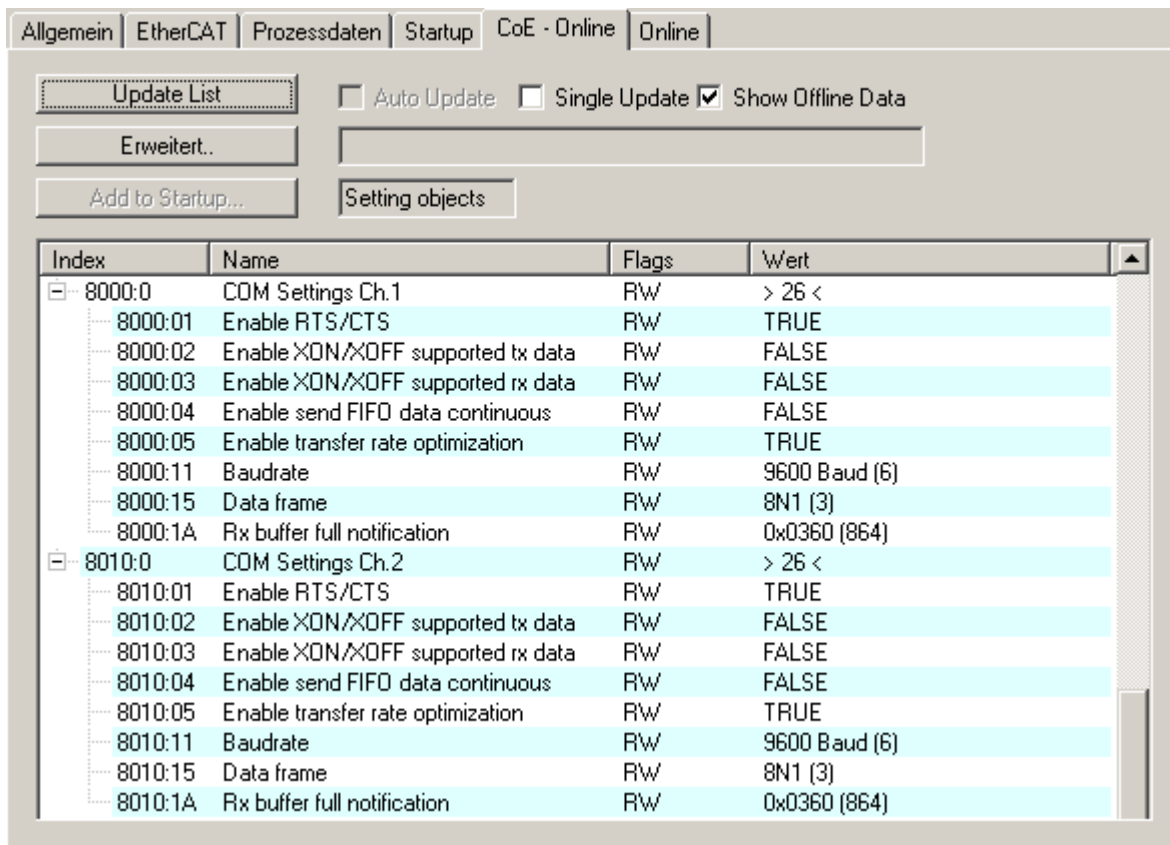 Allgemein EtherCAT Prozessdaten Startup CoE - Online Online
Update List Auto Update Single Update Show Offline Data
Erweitert..
Add to Startup... Setting objects
Index Name Flags Wert
8000:0 COM Settings Ch.1 RW > 26 <
8000:01 Enable RTS/CTS RW TRUE
8000:02 Enable XON/XOFF supported tx data RW FALSE
8000:03 Enable XON/XOFF supported rx data RW FALSE
8000:04 Enable send FIFO data continuous RW FALSE
8000:05 Enable transfer rate optimization RW TRUE
8000:11 Baudrate RW 9600 Baud (6)
8000:15 Data frame RW 8N1 (3)
8000:1A Rx buffer full notification RW 0x0360 (864)
8010:0 COM Settings Ch.2 RW > 26 <
8010:01 Enable RTS/CTS RW TRUE
8010:02 Enable XON/XOFF supported tx data RW FALSE
8010:03 Enable XON/XOFF supported rx data RW FALSE
8010:04 Enable send FIFO data continuous RW FALSE
8010:05 Enable transfer rate optimization RW TRUE
8010:11 Baudrate RW 9600 Baud (6)
8010:15 Data frame RW 8N1 (3)
8010:1A Rx buffer full notification RW 0x0360 (864)